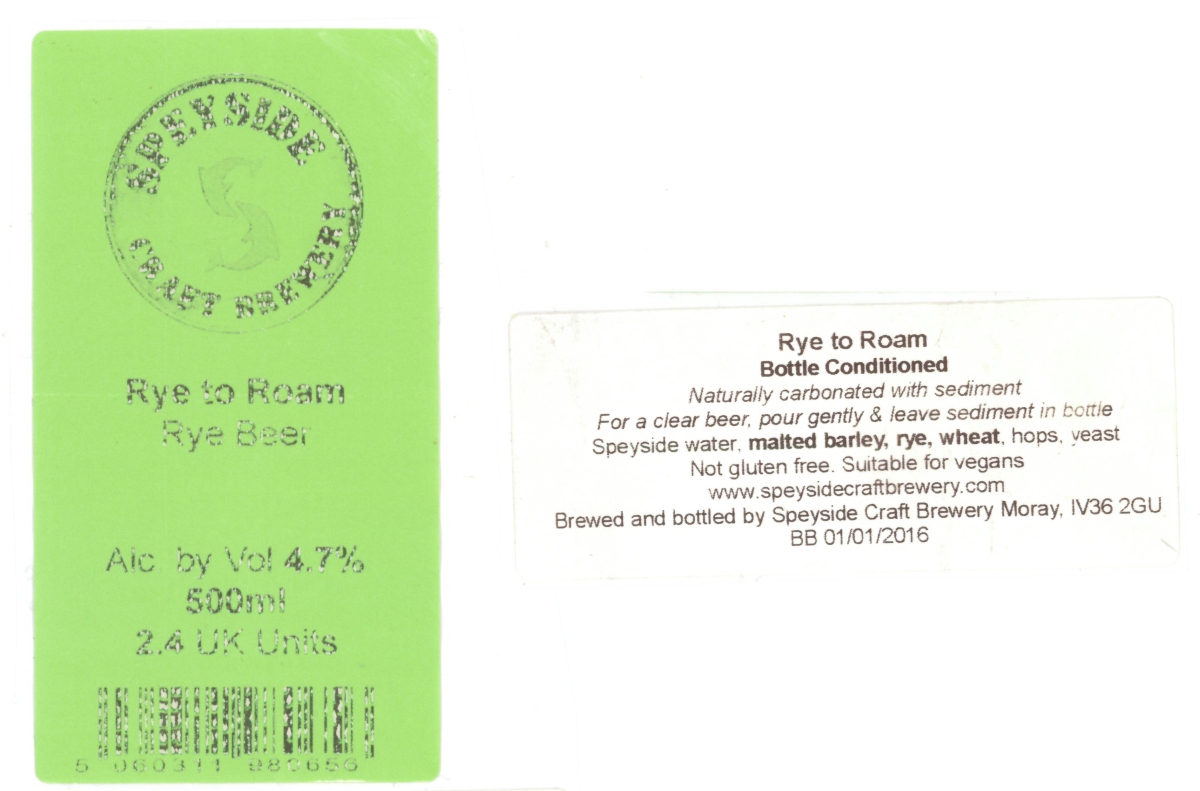 SPEYSIDE
CRAFT BREWERY
Rye to Roam
Rye Beer
Alc by Vol 4.7%
500ml
2.4 UK Units
5 060311 980656
Rye to Roam
Bottle Conditioned
Naturally carbonated with sediment
For a clear beer, pour gently & leave sediment in bottle
Speyside water, malted barley, rye, wheat, hops, yeast
Not gluten free. Suitable for vegans
www.speysidecraftbrewery.com
Brewed and bottled by Speyside Craft Brewery Moray, IV36 2GU
BB 01/01/2016